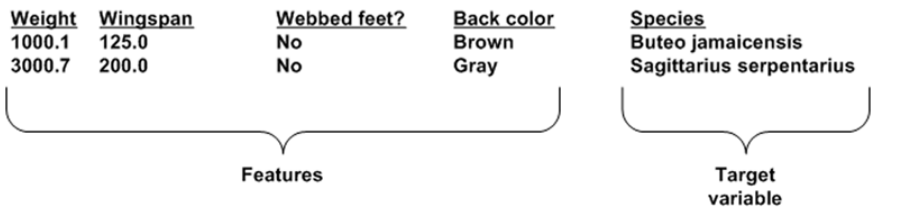 Weight Wingspan Webbed feet? Back color Species
1000.1 125.0 No Brown Buteo jamaicensis
3000.7 200.0 No Gray Sagittarius serpentarius
Features
Target
variable